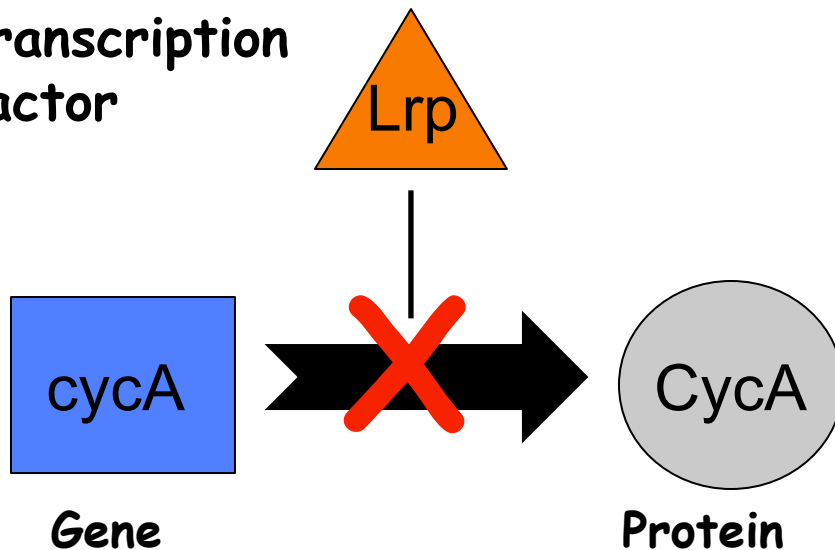 ranscription
actor
Lrp
cycA
CycA
Gene
Protein